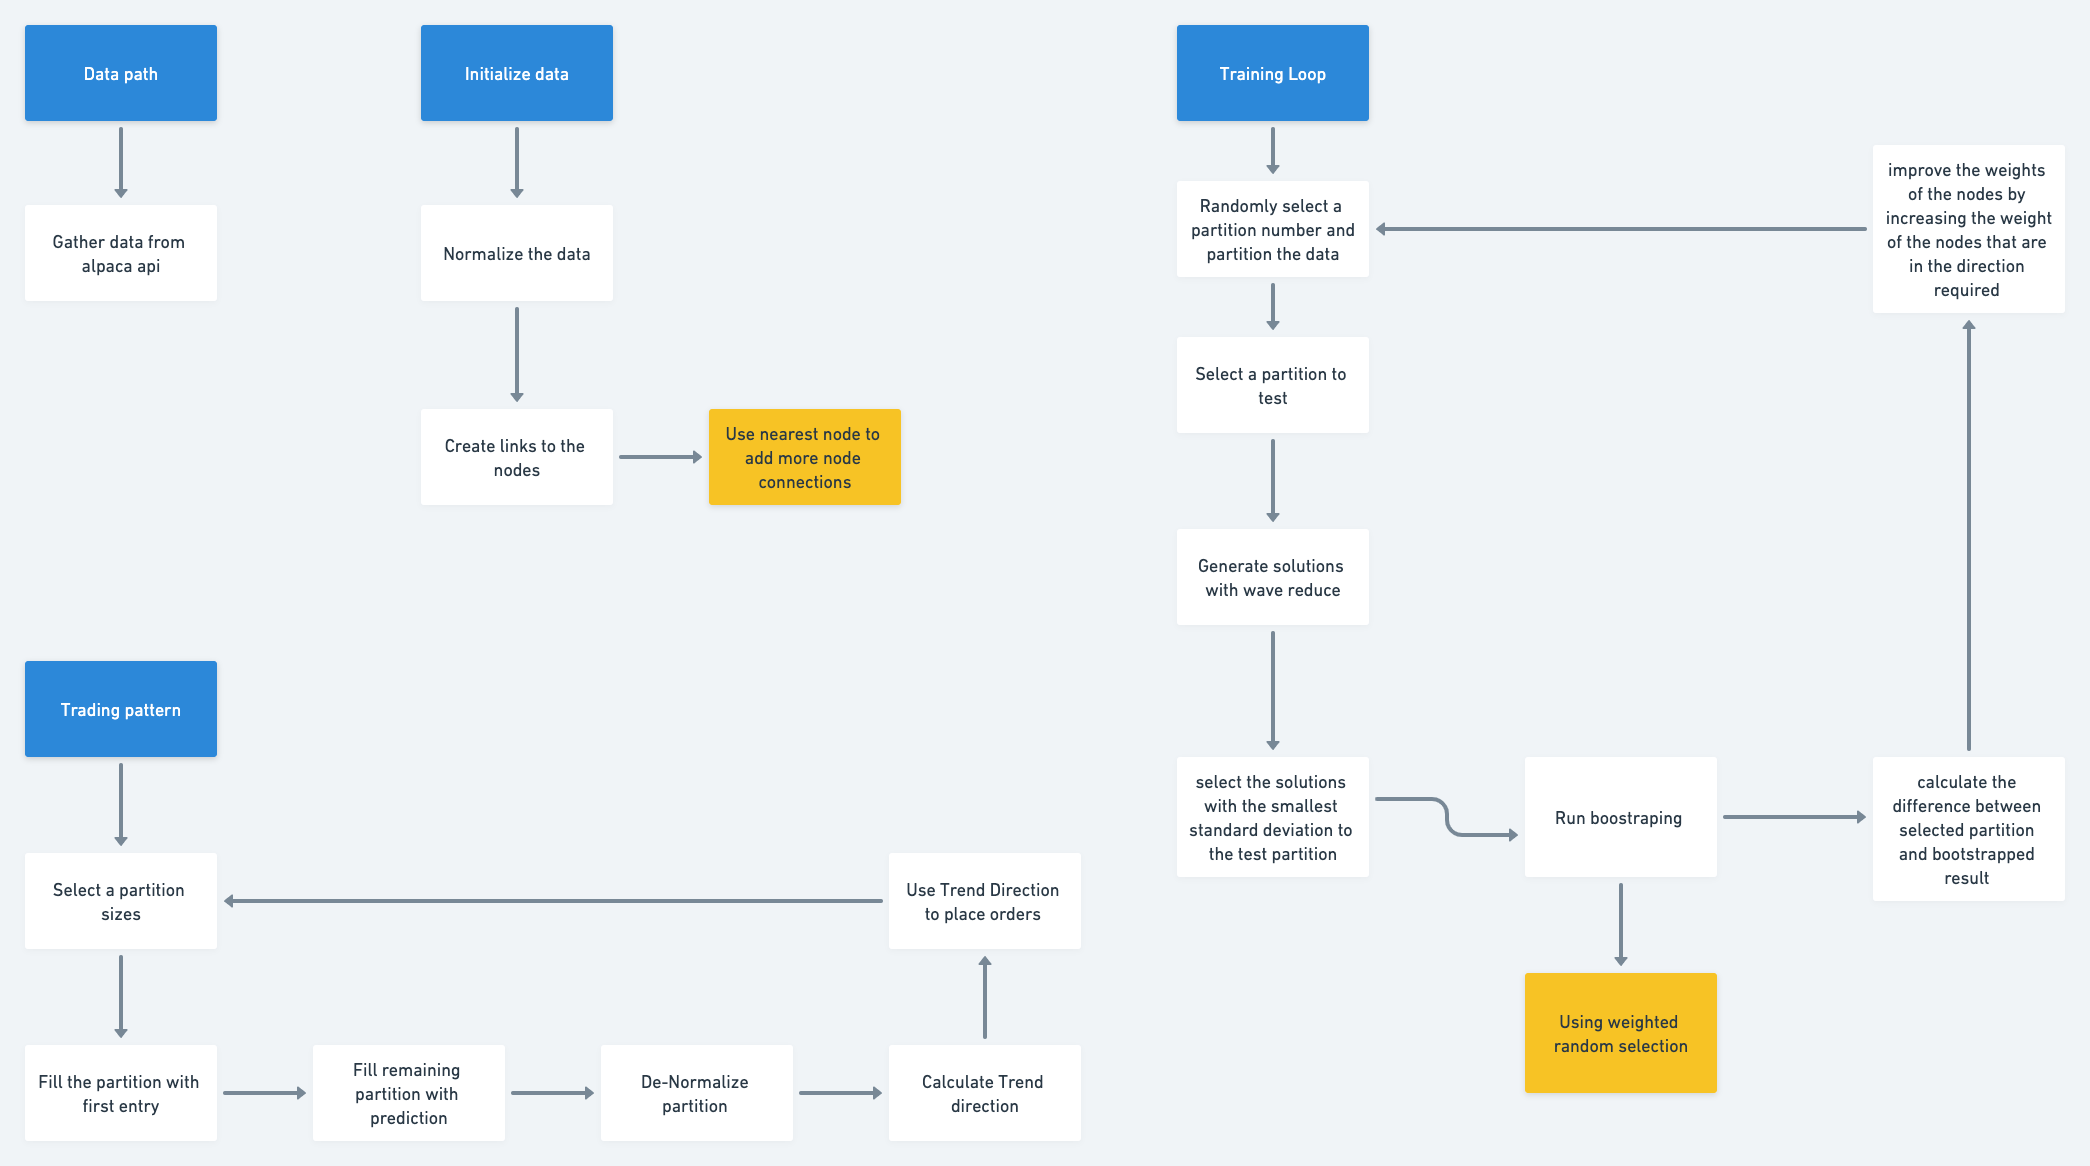 Data path
Gather data from
alpaca api
Initialize data
Normalize the data
Create links to the
nodes
Use nearest node to
add more node
connections
Training Loop
Randomly select a
partition number and
partition the data
Select a partition to
test
Generate solutions
with wave reduce
select the solutions
with the smallest
standard deviation to
the test partition
Run boostraping
Using weighted
random selection
calculate the
difference between
selected partition
and bootstrapped
result
improve the weights
of the nodes by
increasing the weight
of the nodes that are
in the direction
required
Trading pattern
Select a partition
sizes
Fill the partition with
first entry
Fill remaining
partition with
prediction
De-Normalize
partition
Calculate Trend
direction
Use Trend Direction
to place orders